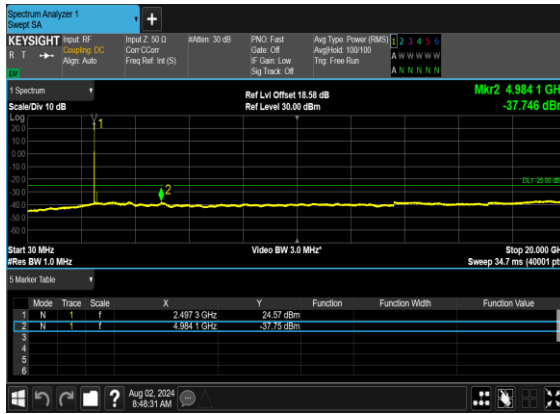 Spectrum Analyzer 1
Swept SA
KEYSIGHT Input: RF Input Z: 50 Ω #Atten: 30 dB PNO: Fast Avg Type: Power (RMS) 1 2 3 4 5 6
R T Coupling: DC Corr CCorr Gate: Off Avg|Hold: 100/100 A W W W W W
Align: Auto Freq Ref: Int (S) IF Gain: Low Trig: Free Run
Sig Track: Off A N N N N N
1 Spectrum Ref Lvl Offset 18.58 dB Mkr2 4.984 1 GH
Scale/Div 10 dB Ref Level 30.00 dBm -37.746 dB
Log
20.0 1
10.0
0.00
-10.0
-20.0 DL1 -25.00 dB
-30.0 2
-40.0
-50.0
-60.0
Start 30 MHz Video BW 3.0 MHz* Stop 20.000 GH
#Res BW 1.0 MHz Sweep 34.7 ms (40001 pt
5 Marker Table
Mode Trace Scale X Y Function Function Width Function Value
1 N 1 f 2.497 3 GHz 24.57 dBm
2 N 1 f 4.984 1 GHz -37.75 dBm
3
4
5
6
? Aug 02, 2024
8:48:31 AM